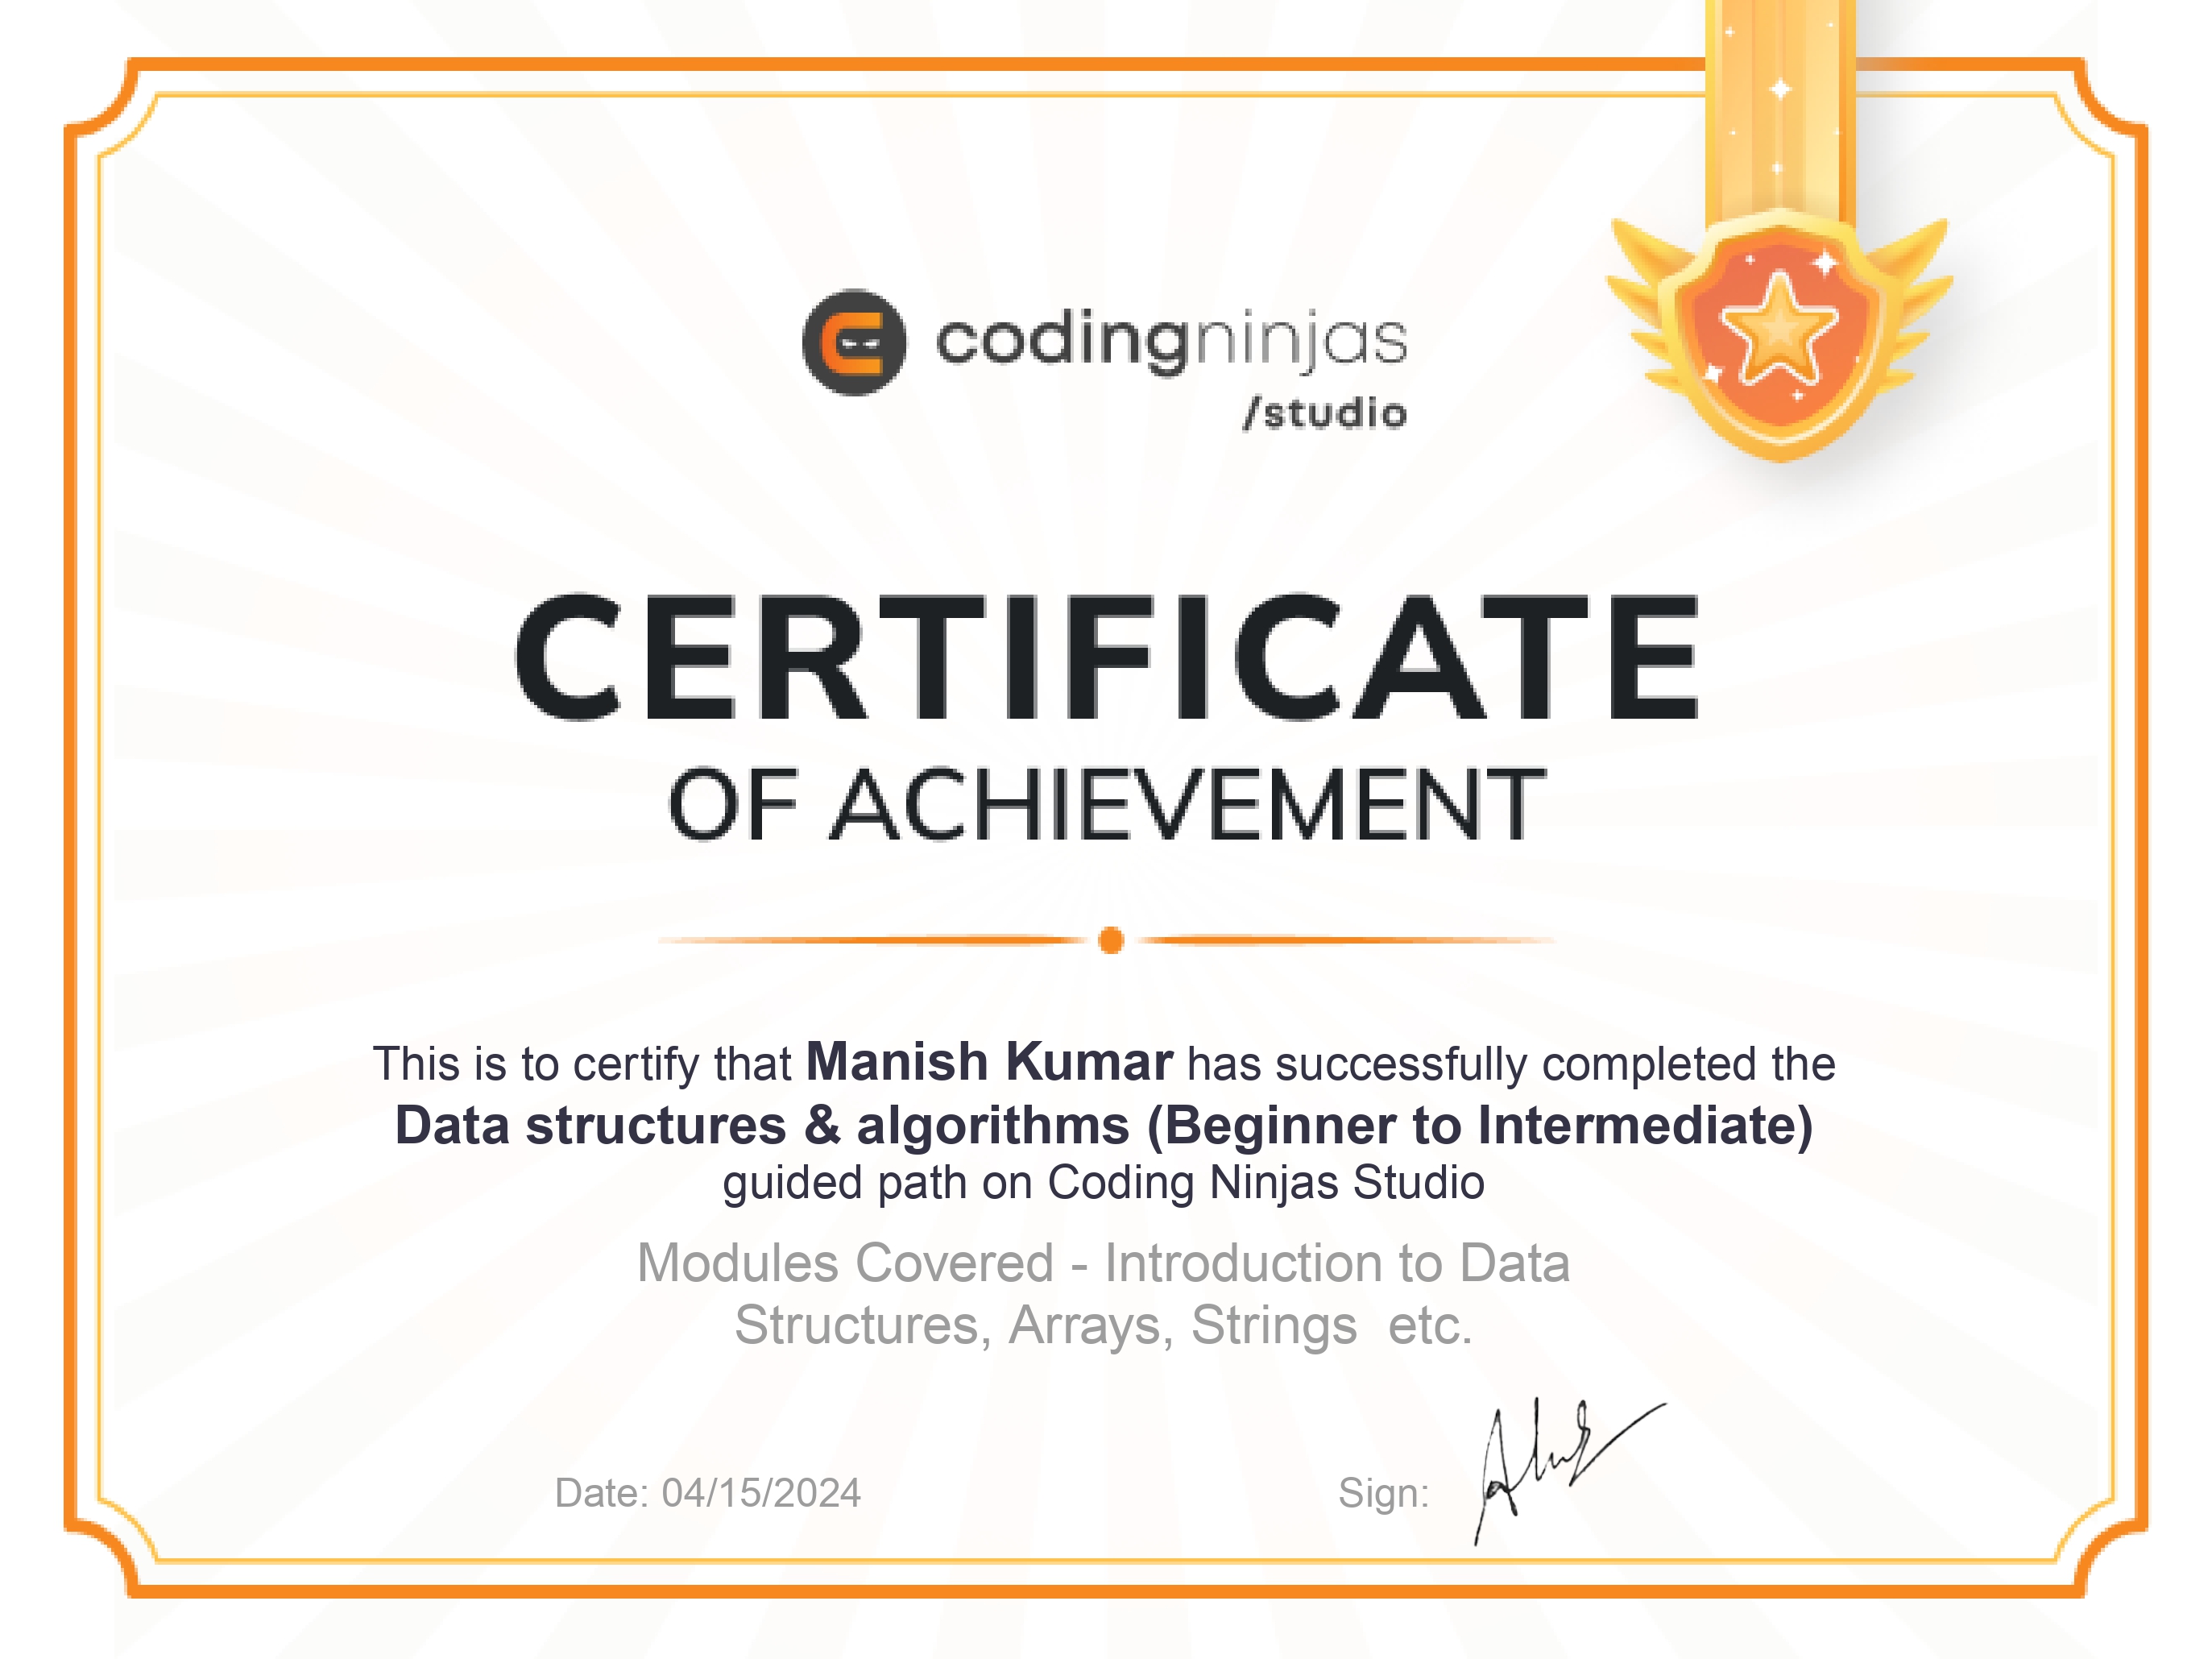 codingninjas
/studio
CERTIFICATE
OF ACHIEVEMENT
This is to certify that Manish Kumar has successfully completed the
Data structures & algorithms (Beginner to Intermediate)
guided path on Coding Ninjas Studio
Modules Covered - Introduction to Data
Structures, Arrays, Strings  etc.
Date: 04/15/2024
Sign: